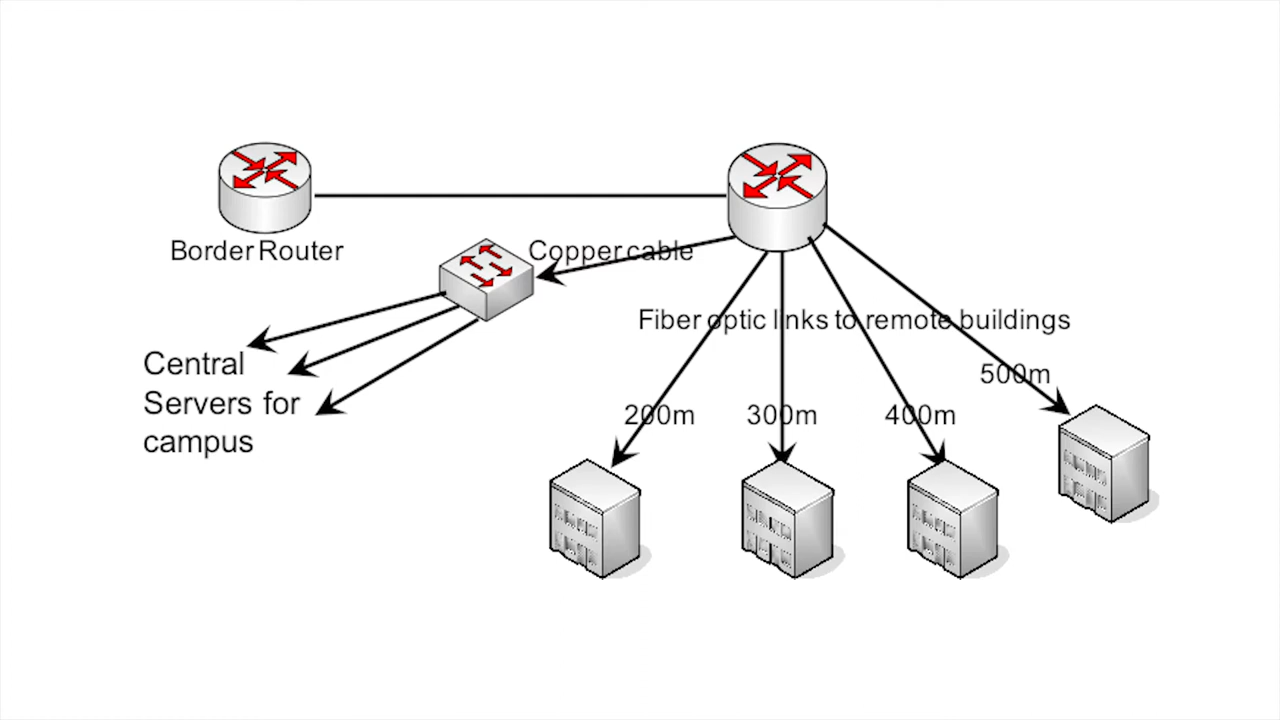 Border Router
Copper cable
Central
Servers for
campus
Fiber optic links to remote buildings
200m
300m
400m
500m